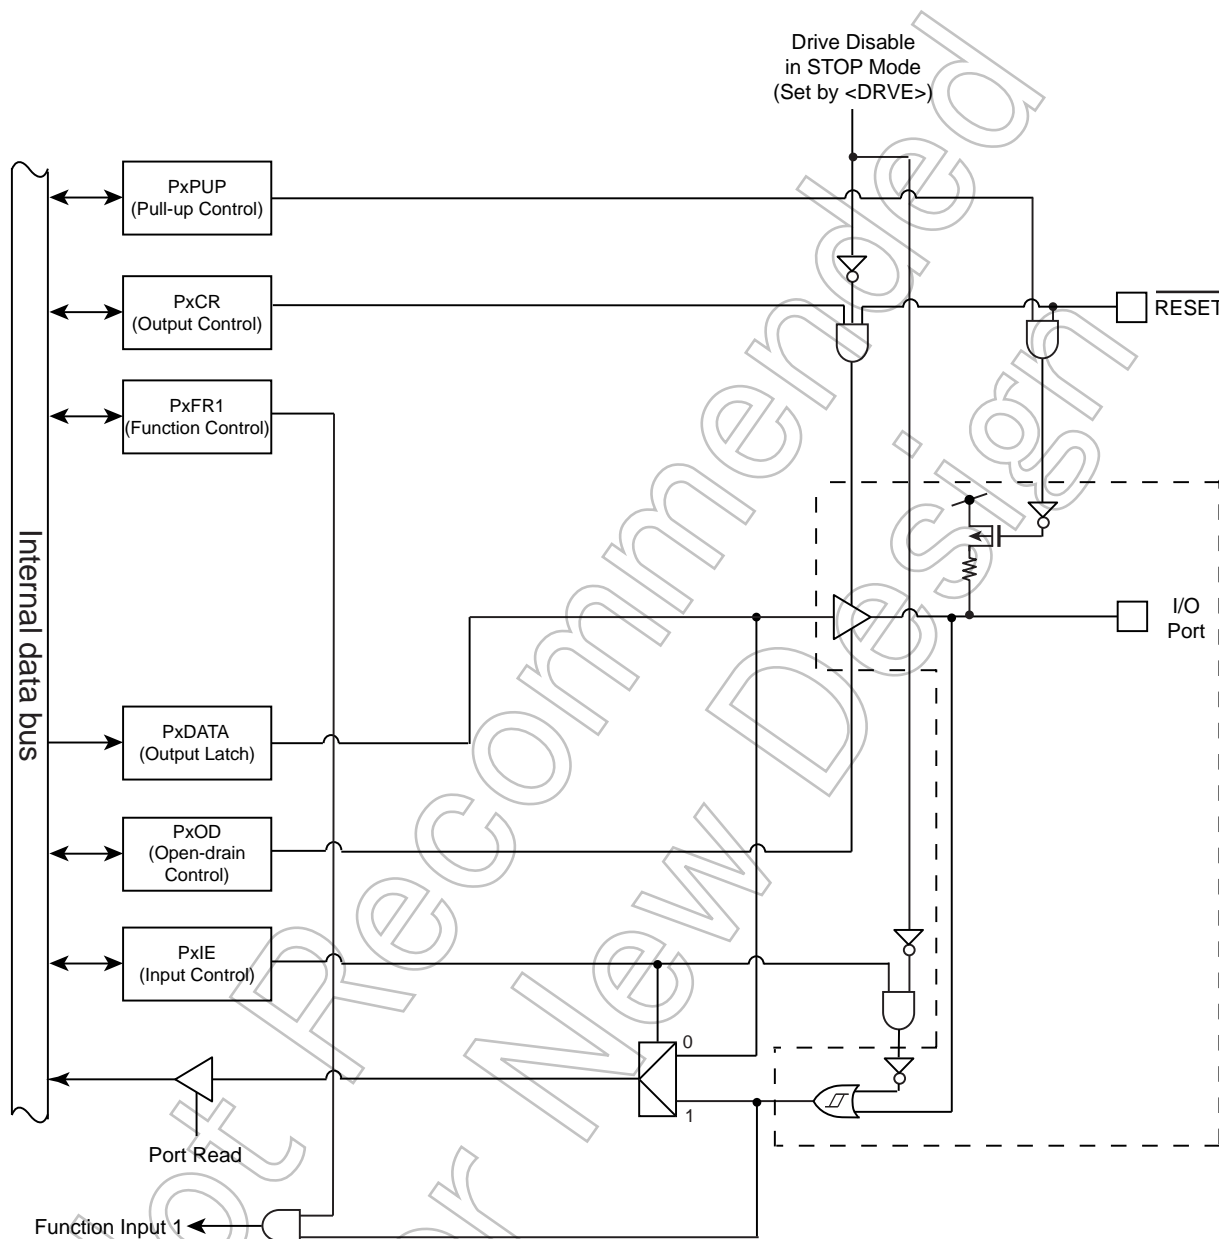 Drive Disable
in STOP Mode
(Set by <DRVE>)
PxPUP
(Pull-up Control)
PxCR
(Output Control)
RESET
PxFR1
(Function Control)
Internal data bus
I/O
Port
PxDATA
(Output Latch)
PxOD
(Open-drain
Control)
PxIE
(Input Control)
0
1
Port Read
Function Input 1
Not Recommended
for New Design